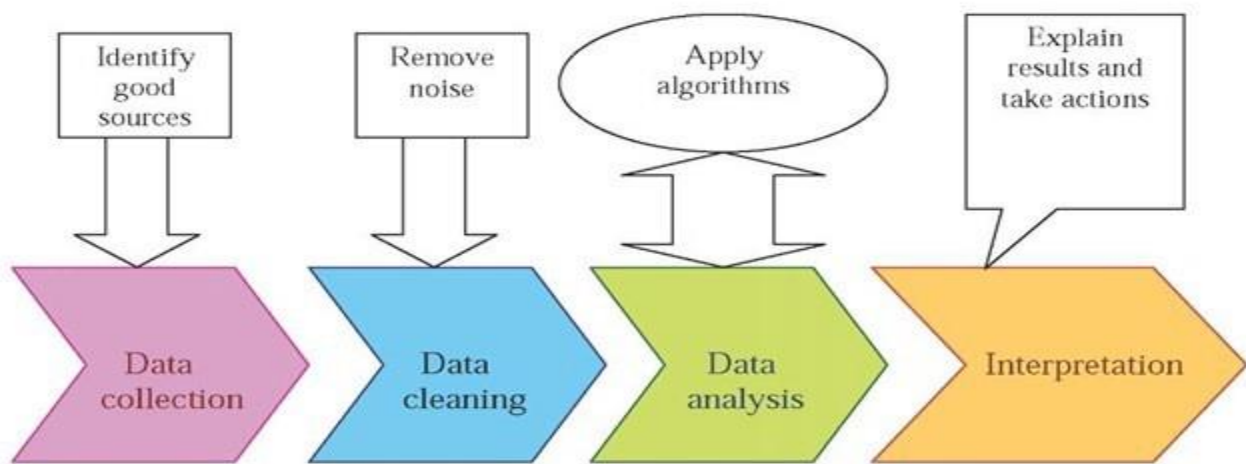 Identify
good
sources
Remove
noise
Apply
algorithms
Explain
results and
take actions
Data
collection
Data
cleaning
Data
analysis
Interpretation